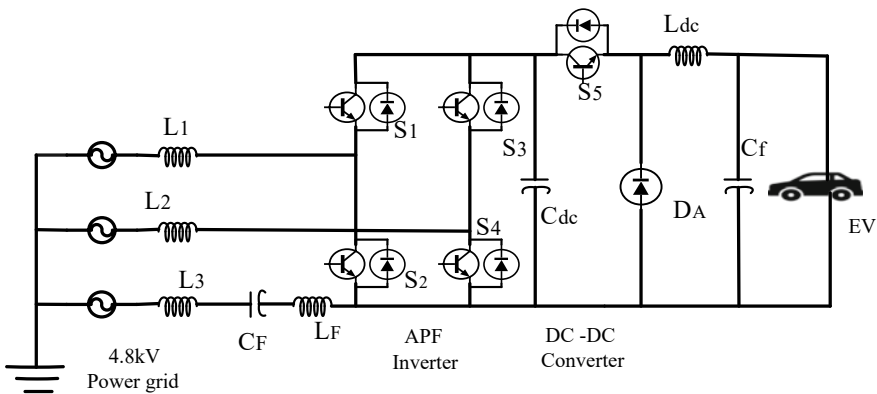 Ldc
S5
L1
S1
S3
Cf
L2
Cdc
DA
S4
EV
L3
S2
CF
LF
APF
Inverter
DC -DC
Converter
4.8kV
Power grid